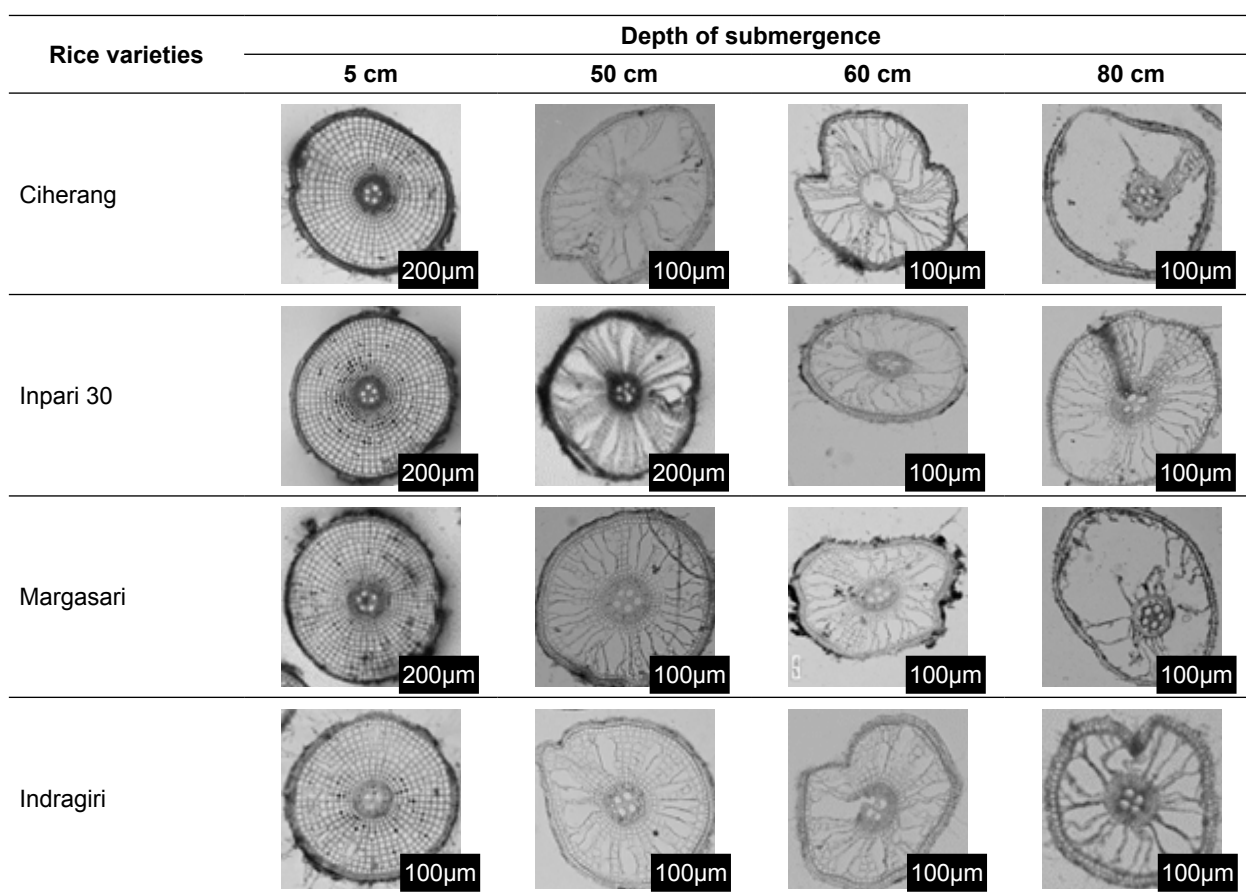 Rice varieties
Depth of submergence
5 cm 50 cm 60 cm 80 cm
Ciherang
200µm 100µm 100µm 100µm
Inpari 30
200µm 200µm 100µm 100µm
Margasari
200µm 100µm 100µm 100µm
Indragiri
100µm 100µm 100µm 100µm